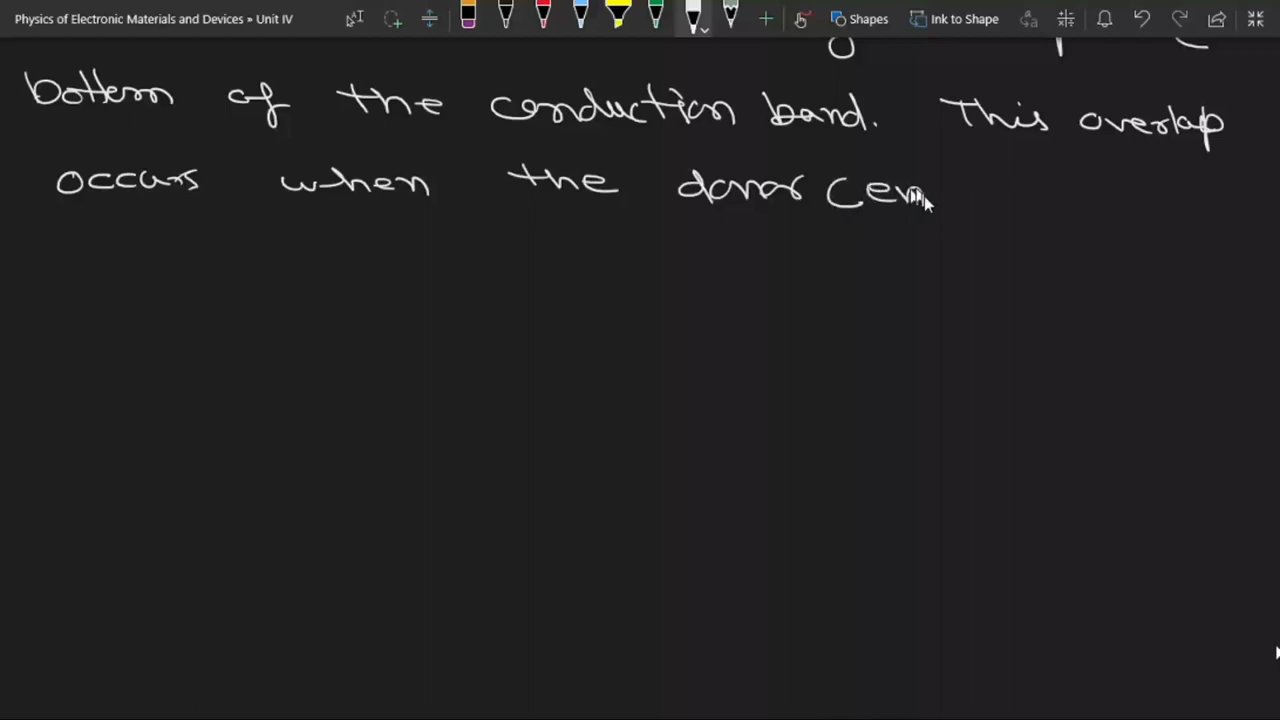 Physics of Electronic Materials and Devices » Unit IV
Shapes
Ink to Shape
bottom of the conduction band. This overlap
occurs when the donor